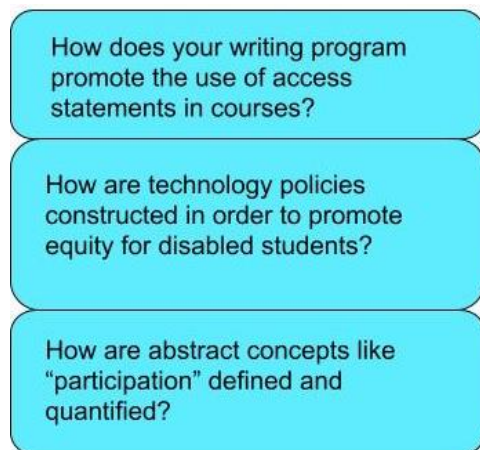 How does your writing program
promote the use of access
statements in courses?
How are technology policies
constructed in order to promote
equity for disabled students?
How are abstract concepts like
“participation” defined and
quantified?